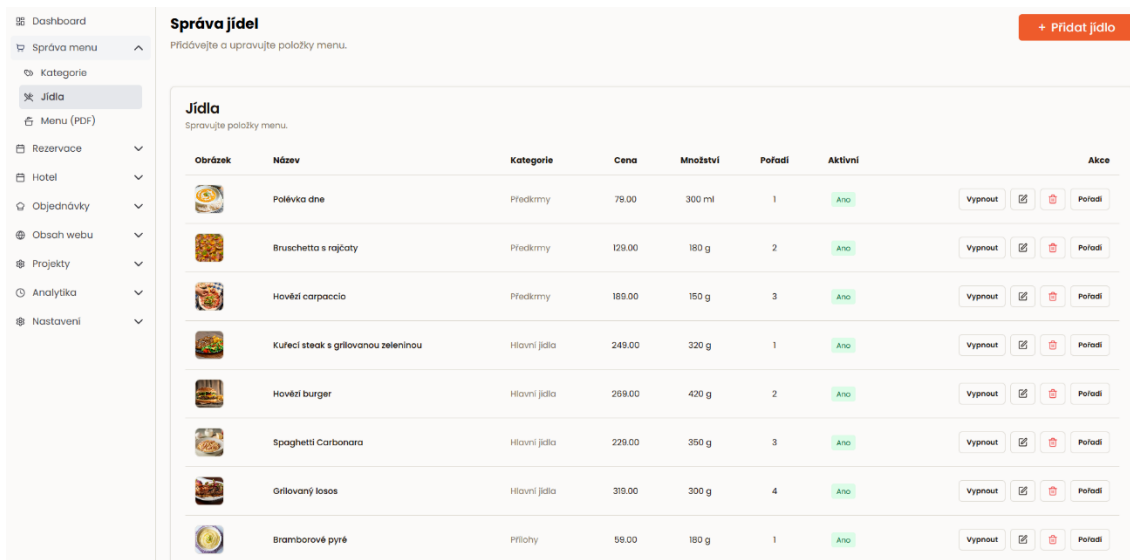 Dashboard
Správa menu
Kategorie
Jídla
Menu (PDF)
Rezervace
Hotel
Objednávky
Obsah webu
Projekty
Analytika
Nastavení
Správa jídel
Přidávejte a upravujte položky menu.
+ Přidat jídlo
Jídla
Spravujte položky menu.
Obrázek Název Kategorie Cena Množství Pořadí Aktivní Akce
Polévka dne Předkrmy 79.00 300 ml 1 Ano Vypnout Pořadí
Bruschetta s rajčaty Předkrmy 129.00 180 g 2 Ano Vypnout Pořadí
Hovězí carpaccio Předkrmy 189.00 150 g 3 Ano Vypnout Pořadí
Kuřecí steak s grilovanou zeleninou Hlavní jídla 249.00 320 g 1 Ano Vypnout Pořadí
Hovězí burger Hlavní jídla 269.00 420 g 2 Ano Vypnout Pořadí
Spaghetti Carbonara Hlavní jídla 229.00 350 g 3 Ano Vypnout Pořadí
Grilovaný losos Hlavní jídla 319.00 300 g 4 Ano Vypnout Pořadí
Bramborové pyré Přílohy 59.00 180 g 1 Ano Vypnout Pořadí